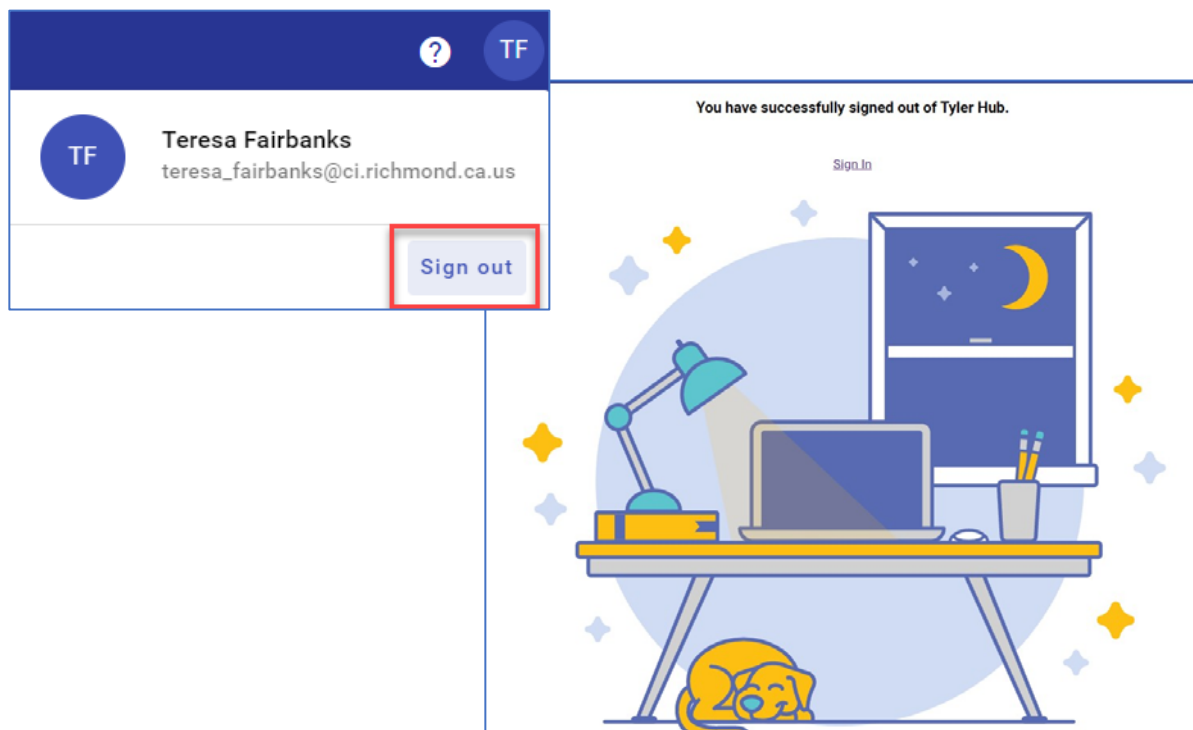 ?
TF
TF
Teresa Fairbanks
teresa_fairbanks@ci.richmond.ca.us
Sign out
You have successfully signed out of Tyler Hub.
Sign In